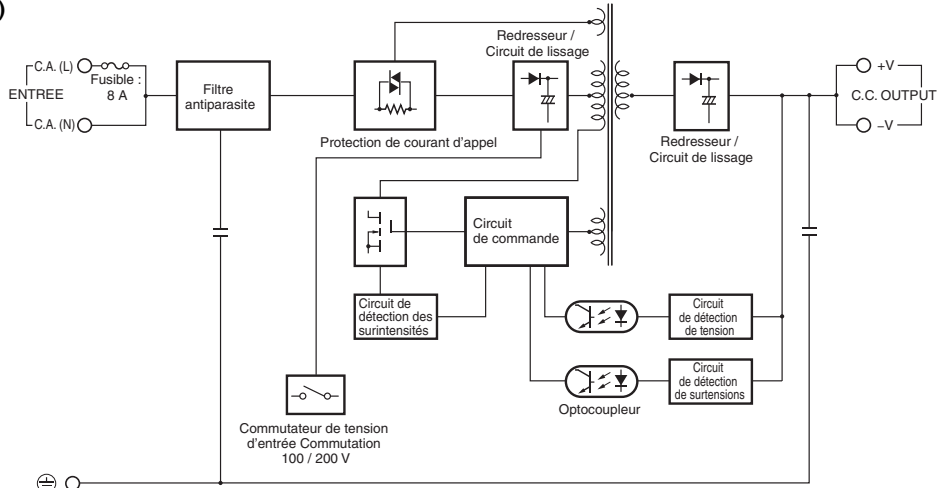 )
C.A. (L)
Fusible :
8 A
ENTREE
C.A. (N)
Filtre
antiparasite
Protection de courant d'appel
Redresseur /
Circuit de lissage
Redresseur /
Circuit de lissage
+V
C.C. OUTPUT
–V
Circuit
de commande
Circuit de
détection des
surintensités
Circuit
de détection
de tension
Circuit
de détection
de surtensions
Optocoupleur
Commutateur de tension
d'entrée Commutation
100 / 200 V